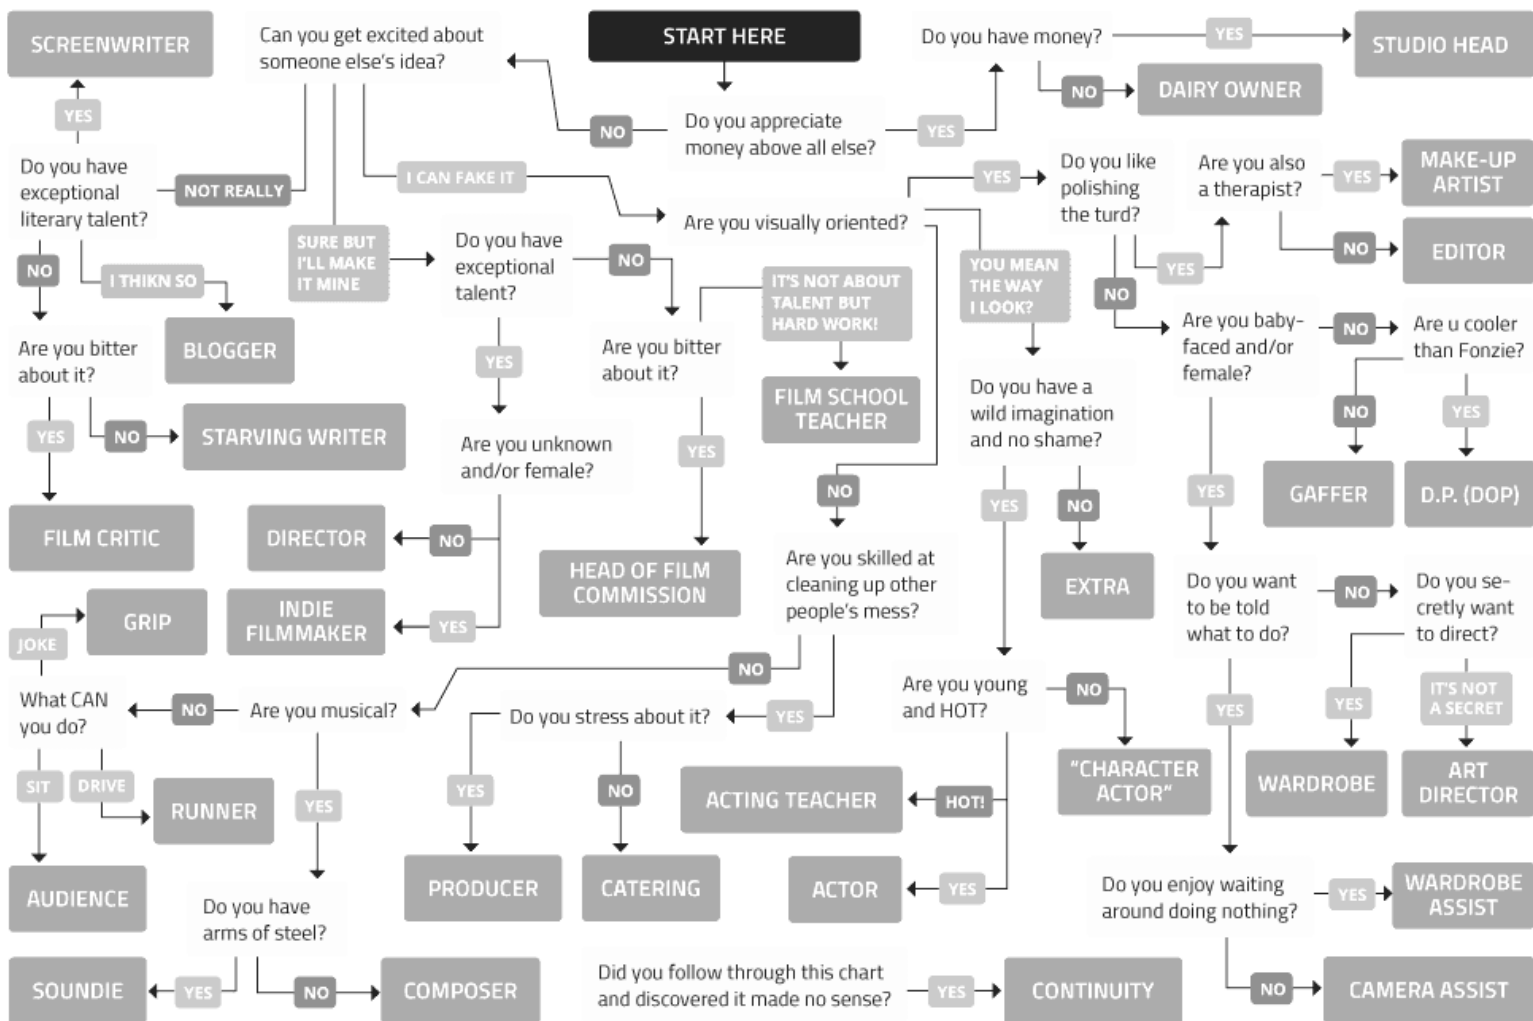 SCREENWRITER
Can you get excited about
someone else's idea?
START HERE
Do you have money?
YES
STUDIO HEAD
NO
DAIRY OWNER
YES
NO
Do you appreciate
money above all else?
YES
Do you have
exceptional
literary talent?
NOT REALLY
I CAN FAKE IT
Are you visually oriented?
YES
Do you like
polishing
the turd?
Are you also
a therapist?
YES
MAKE-UP
ARTIST
NO
EDITOR
YES
NO
I THIKN SO
BLOGGER
SURE BUT
I'LL MAKE
IT MINE
Do you have
exceptional
talent?
NO
IT'S NOT ABOUT
TALENT BUT
HARD WORK!
YOU MEAN
THE WAY
I LOOK?
NO
Are you baby-
faced and/or
female?
NO
Are u cooler
than Fonzie?
Are you bitter
about it?
YES
Are you bitter
about it?
FILM SCHOOL
TEACHER
Do you have a
wild imagination
and no shame?
NO
YES
YES
NO
STARVING WRITER
Are you unknown
and/or female?
YES
NO
YES
NO
YES
GAFFER
D.P. (DOP)
FILM CRITIC
DIRECTOR
NO
HEAD OF FILM
COMMISSION
Are you skilled at
cleaning up other
people's mess?
EXTRA
Do you want
to be told
what to do?
NO
Do you se-
cretly want
to direct?
GRIP
INDIE
FILMMAKER
YES
JOKE
What CAN
you do?
NO
Are you musical?
NO
Do you stress about it?
YES
Are you young
and HOT?
NO
YES
YES
IT'S NOT
A SECRET
SIT
DRIVE
RUNNER
YES
YES
NO
ACTING TEACHER
HOT!
"CHARACTER
ACTOR"
WARDROBE
ART
DIRECTOR
AUDIENCE
Do you have
arms of steel?
PRODUCER
CATERING
ACTOR
YES
Do you enjoy waiting
around doing nothing?
YES
WARDROBE
ASSIST
SOUNDIE
YES
NO
COMPOSER
Did you follow through this chart
and discovered it made no sense?
YES
CONTINUITY
NO
CAMERA ASSIST